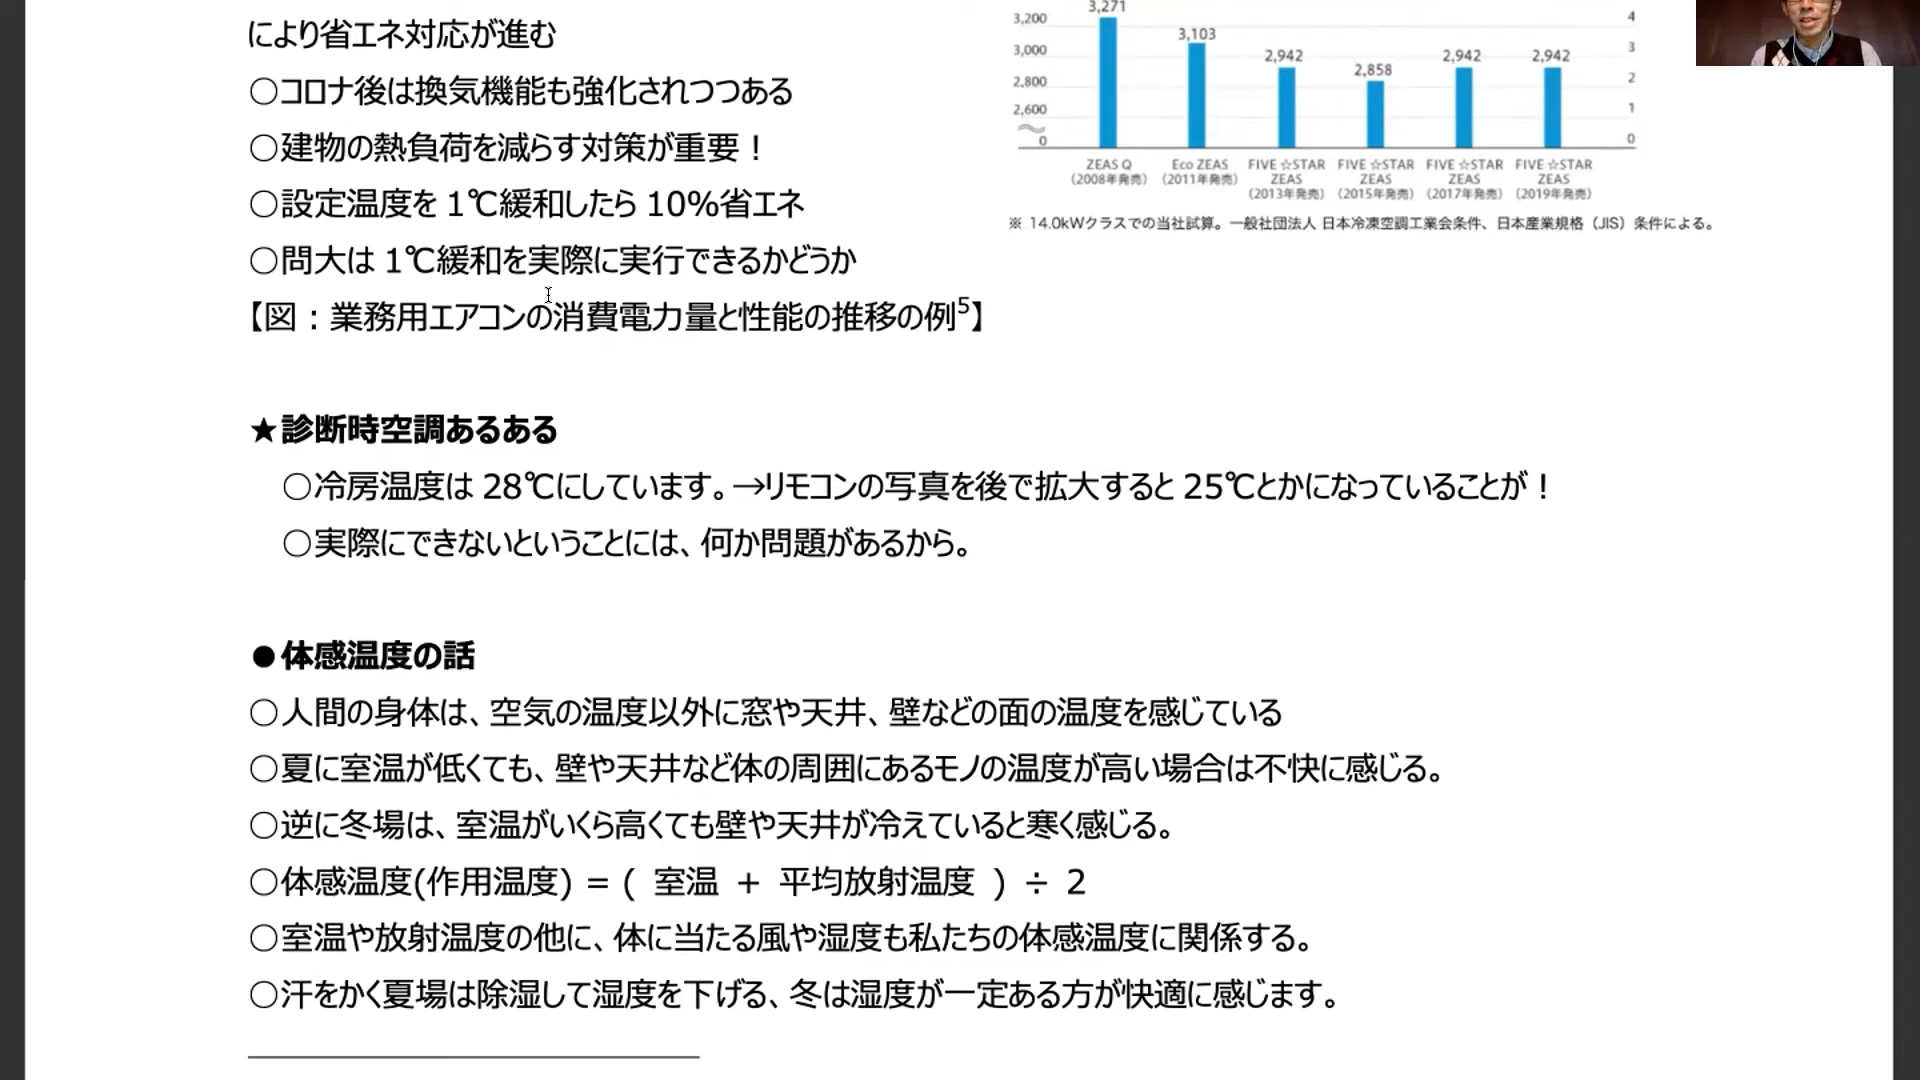 により省エネ対応が進む
○コロナ後は換気機能も強化されつつある
○建物の熱負荷を減らす対策が重要！
○設定温度を 1℃緩和したら 10%省エネ
○問大は 1℃緩和を実際に実行できるかどうか
【図：業務用エアコンの消費電力量と性能の推移の例5】
3,200
3,000
2,800
2,600
0
3,271
3,103
2,942
2,858
2,942
2,942
4
3
2
1
0
ZEAS Q
（2008年発売）
Eco ZEAS
（2011年発売）
FIVE ☆STAR
ZEAS
（2013年発売）
FIVE ☆STAR
ZEAS
（2015年発売）
FIVE ☆STAR
ZEAS
（2017年発売）
FIVE ☆STAR
ZEAS
（2019年発売）
※ 14.0kWクラスでの当社試算。一般社団法人 日本冷凍空調工業会条件、日本産業規格（JIS）条件による。
★診断時空調あるある
○冷房温度は 28℃にしています。→リモコンの写真を後で拡大すると 25℃とかになっていることが！
○実際にできないということには、何か問題があるから。
●体感温度の話
○人間の身体は、空気の温度以外に窓や天井、壁などの面の温度を感じている
○夏に室温が低くても、壁や天井など体の周囲にあるモノの温度が高い場合は不快に感じる。
○逆に冬場は、室温がいくら高くても壁や天井が冷えていると寒く感じる。
○体感温度(作用温度) = ( 室温 + 平均放射温度 ) ÷ 2
○室温や放射温度の他に、体に当たる風や湿度も私たちの体感温度に関係する。
○汗をかく夏場は除湿して湿度を下げる、冬は湿度が一定ある方が快適に感じます。